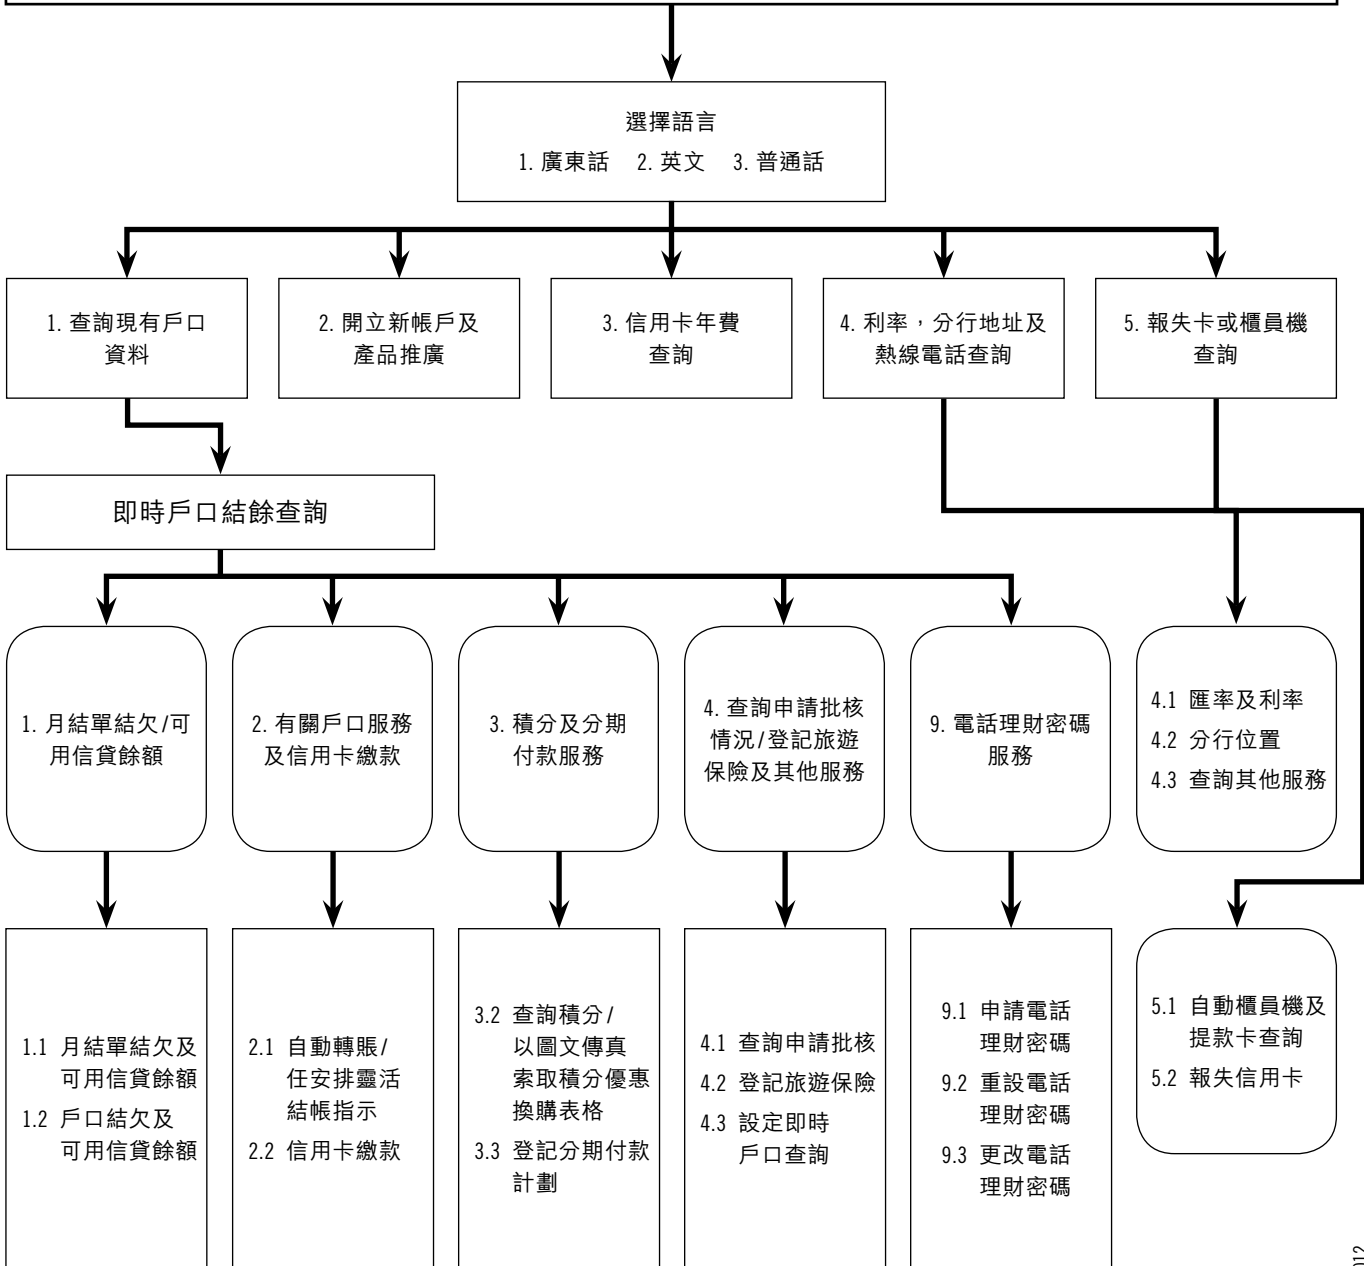 選擇語言
1. 廣東話 2. 英文 3. 普通話
1. 查詢現有戶口
資料
2. 開立新帳戶及
產品推廣
3. 信用卡年費
查詢
4. 利率，分行地址及
熱線電話查詢
5. 報失卡或櫃員機
查詢
即時戶口結餘查詢
1. 月結單結欠/可
用信貸餘額
2. 有關戶口服務
及信用卡繳款
3. 積分及分期
付款服務
4. 查詢申請批核
情況/登記旅遊
保險及其他服務
9. 電話理財密碼
服務
4.1 匯率及利率
4.2 分行位置
4.3 查詢其他服務
1.1 月結單結欠及
可用信貸餘額
1.2 戶口結欠及
可用信貸餘額
2.1 自動轉賬/
任安排靈活
結帳指示
2.2 信用卡繳款
3.2 查詢積分/
以圖文傳真
索取積分優惠
換購表格
3.3 登記分期付款
計劃
4.1 查詢申請批核
4.2 登記旅遊保險
4.3 設定即時
戶口查詢
9.1 申請電話
理財密碼
9.2 重設電話
理財密碼
9.3 更改電話
理財密碼
5.1 自動櫃員機及
提款卡查詢
5.2 報失信用卡